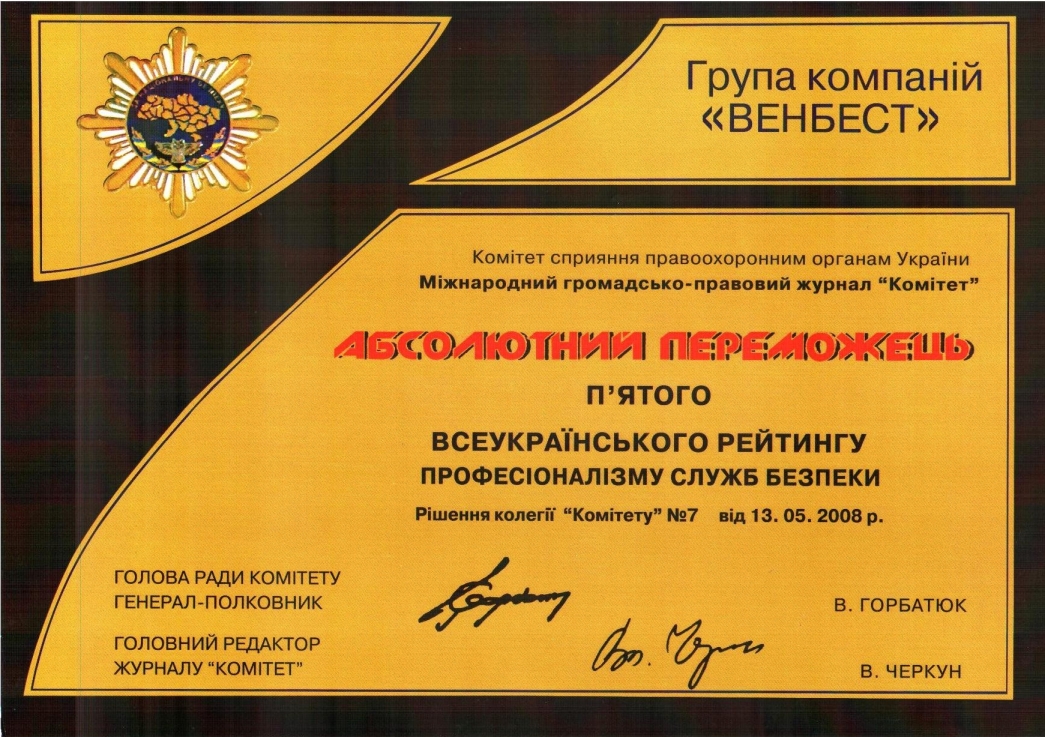 Група компаній
«ВЕНБЕСТ»
Комітет сприяння правоохоронним органам України
Міжнародний громадсько-правовий журнал “Комітет”
АБСОЛЮТНИЙ ПЕРЕМОЖЕЦЬ
П’ЯТОГО
ВСЕУКРАЇНСЬКОГО РЕЙТИНГУ
ПРОФЕСІОНАЛІЗМУ СЛУЖБ БЕЗПЕКИ
Рішення колегії “Комітету” №7 від 13. 05. 2008 р.
ГОЛОВА РАДИ КОМІТЕТУ
ГЕНЕРАЛ-ПОЛКОВНИК
В. ГОРБАТЮК
ГОЛОВНИЙ РЕДАКТОР
ЖУРНАЛУ “КОМІТЕТ”
В. ЧЕРКУН